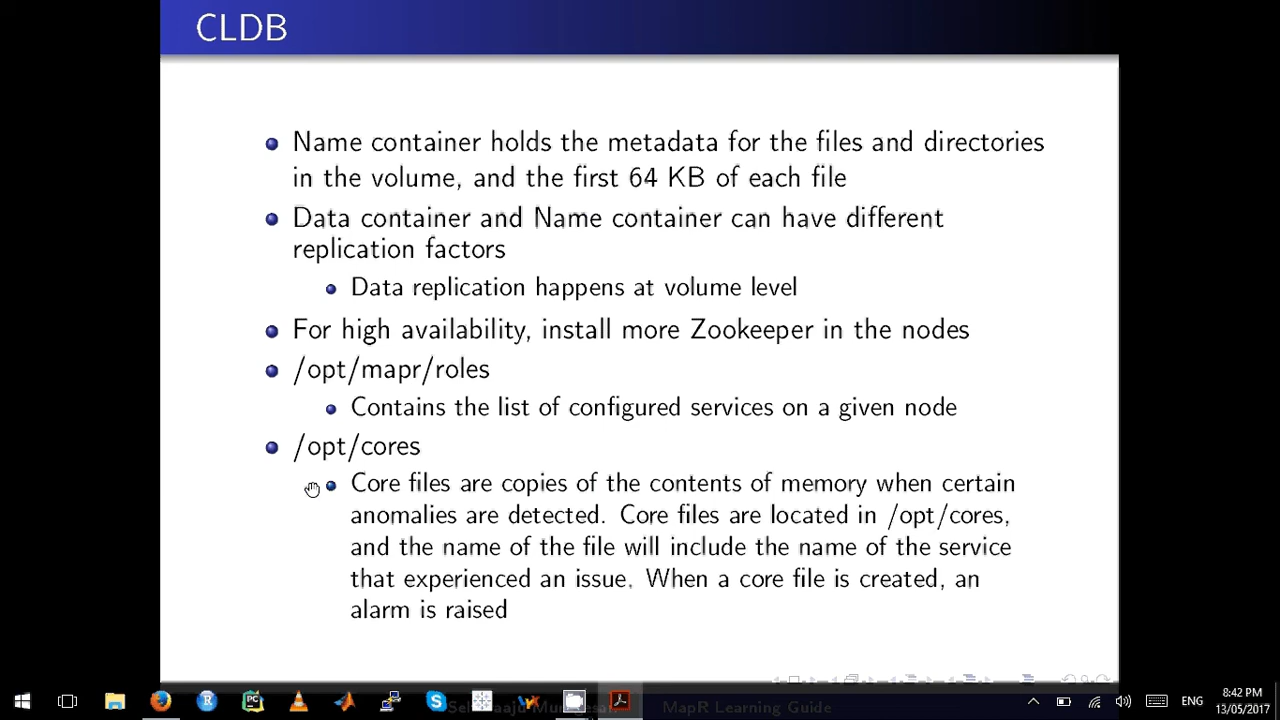 CLDB
Name container holds the metadata for the files and directories
in the volume, and the first 64 KB of each file
Data container and Name container can have different
replication factors
Data replication happens at volume level
For high availability, install more Zookeeper in the nodes
/opt/mapr/roles
Contains the list of configured services on a given node
/opt/cores
Core files are copies of the contents of memory when certain
anomalies are detected. Core files are located in /opt/cores,
and the name of the file will include the name of the service
that experienced an issue. When a core file is created, an
alarm is raised
MapR Learning Guide
ENG
8:42 PM
13/05/2017